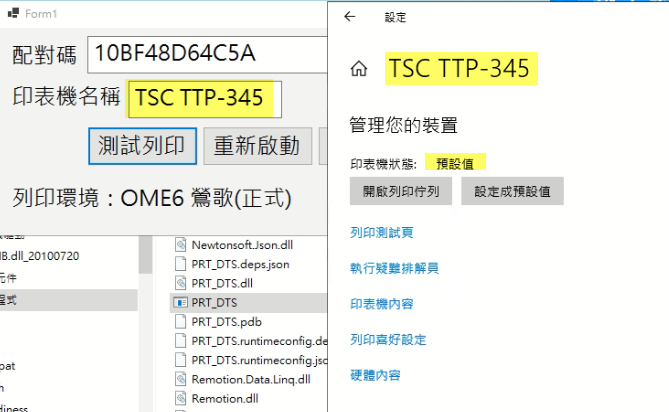 Form1
配對碼 10BF48D64C5A
印表機名稱 TSC TTP-345
測試列印 重新啟動
列印環境：OME6 鶯歌(正式)
IB.dll_20100720
元件
程式
pat
n
diness
Newtonsoft.Json.dll
PRT_DTS.deps.json
PRT_DTS.dll
PRT_DTS
PRT_DTS.pdb
PRT_DTS.runtimeconfig.de
PRT_DTS.runtimeconfig.jsc
Remotion.Data.Linq.dll
Remotion.dll
設定
TSC TTP-345
管理您的裝置
印表機狀態: 預設值
開啟列印佇列 設定成預設值
列印測試頁
執行疑難排解員
印表機內容
列印喜好設定
硬體內容